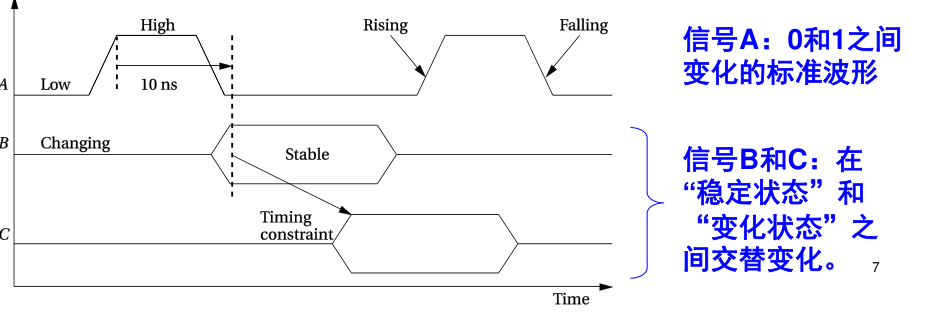 High
Rising
Falling
A
Low
10 ns
B
Changing
Stable
Timing
constraint
C
Time
信号A：0和1之间
变化的标准波形
信号B和C：在
“稳定状态”和
“变化状态”之
间交替变化。
7